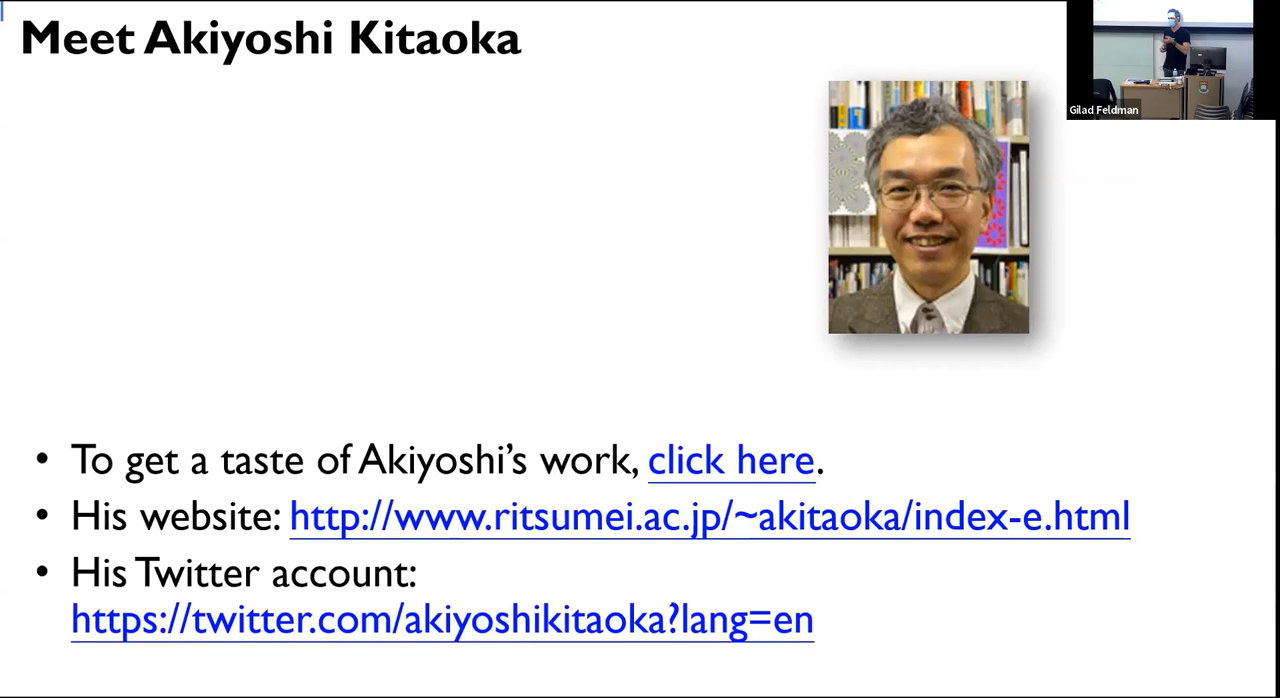 Meet Akiyoshi Kitaoka
Gilad Feldman
• To get a taste of Akiyoshi’s work, click here.
• His website: http://www.ritsumei.ac.jp/~akitaoka/index-e.html
• His Twitter account:
https://twitter.com/akiyoshikitaoka?lang=en